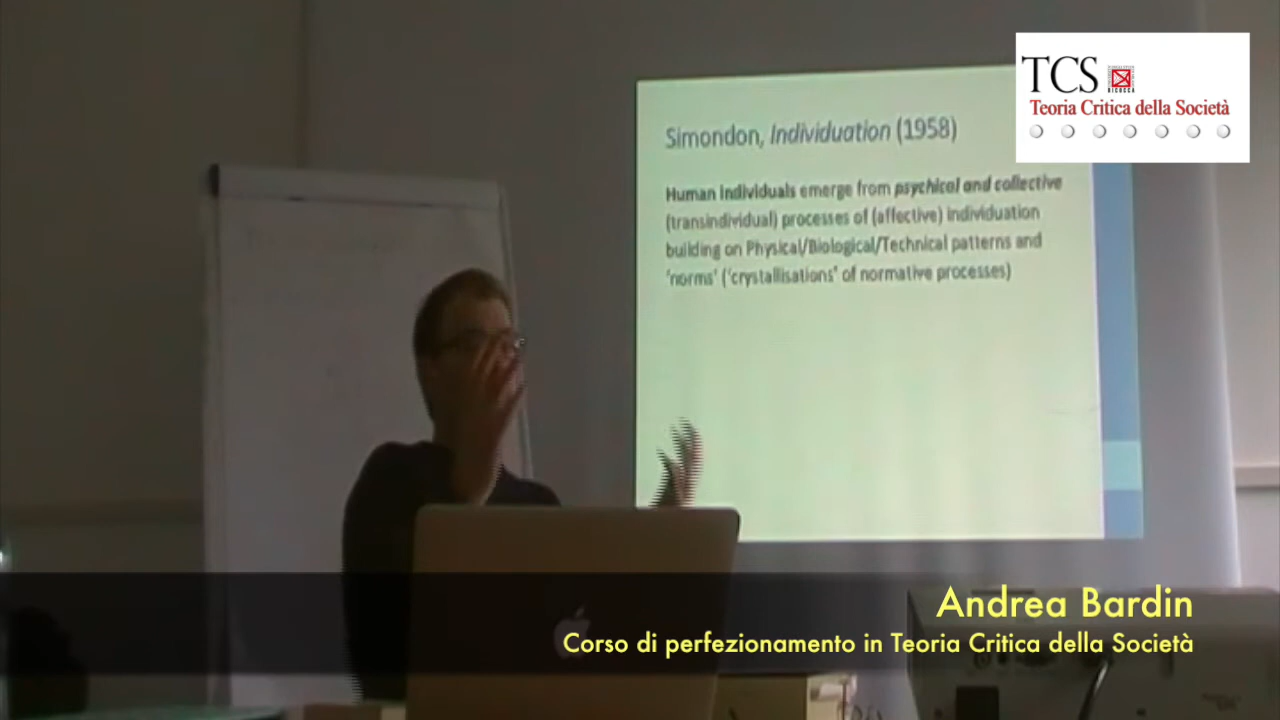 TCS
BICOCCA
Teoria Critica della Società
Simondon, Individuation (1958)
Human Individuals emerge from psychical and collective
(transindividual) processes of (affective) individuation
building on Physical/Biological/Technical patterns and
'norms' ('crystallisations' of normative processes)
Andrea Bardin
Corso di perfezionamento in Teoria Critica della Società